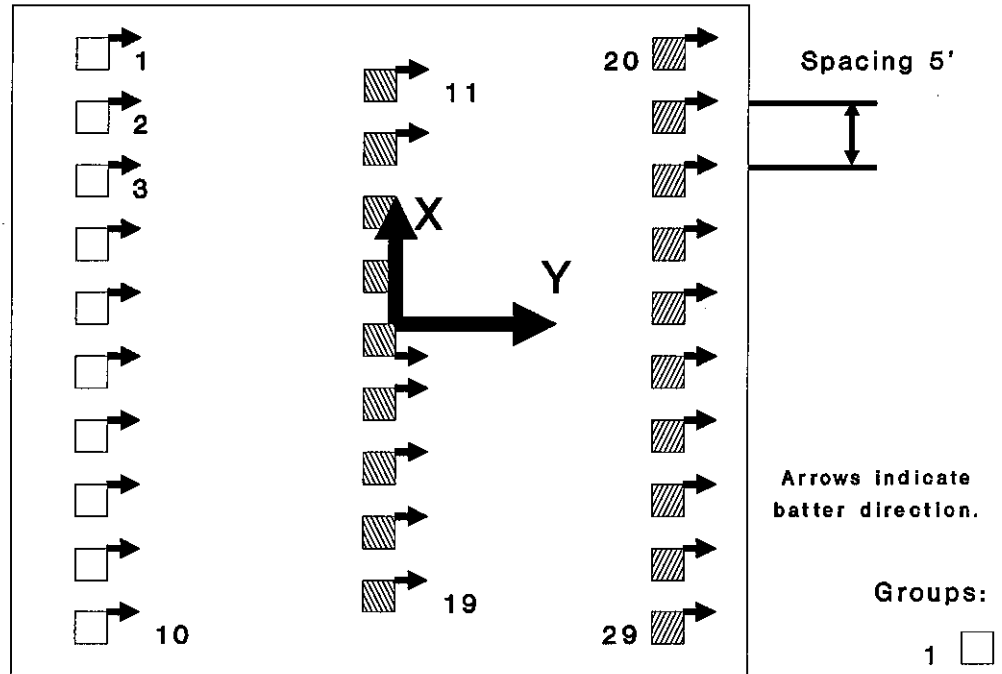 1
20
Spacing 5'
11
2
3
X
Y
Arrows indicate
batter direction.
Groups:
10
19
29
1